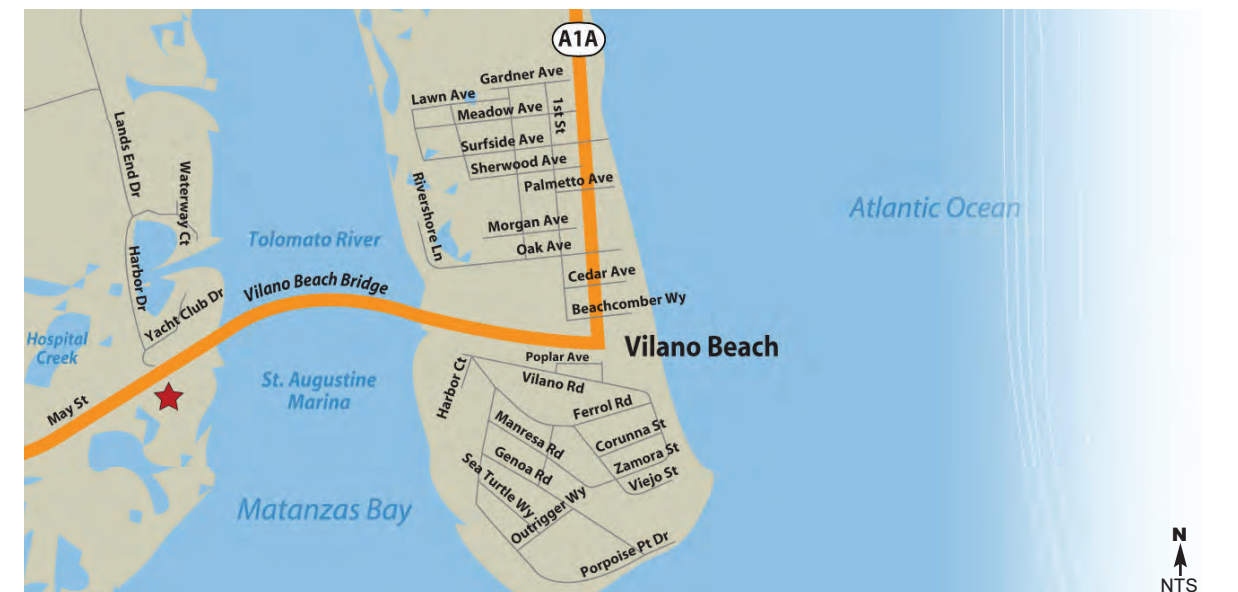 A1A
Gardner Ave
Lawn Ave
Meadow Ave
1st St
Surfside Ave
Sherwood Ave
Palmetto Ave
Lands End Dr
Waterway Ct
Rivershore Ln
Morgan Ave
Oak Ave
Atlantic Ocean
Tolomato River
Harbor Dr
Vilano Beach Bridge
Cedar Ave
Beachcomber Wy
Yacht Club Dr
Hospital
Creek
Vilano Beach
Poplar Ave
Vilano Rd
Harbor Ct
St. Augustine
Marina
May St
Ferrol Rd
Manresa Rd
Corunna St
Genoa Rd
Zamora St
Sea Turtle Wy
Viejo St
Outrigger Wy
Matanzas Bay
Porpoise Pt Dr
N
NTS